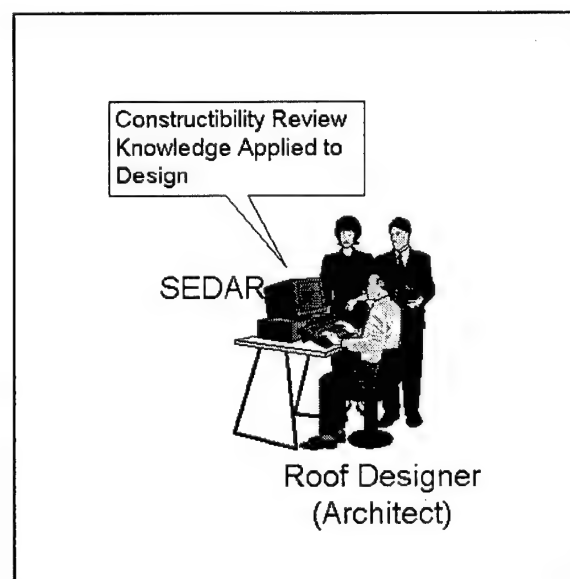 Constructibility Review
Knowledge Applied to
Design
SEDAR
Roof Designer
(Architect)